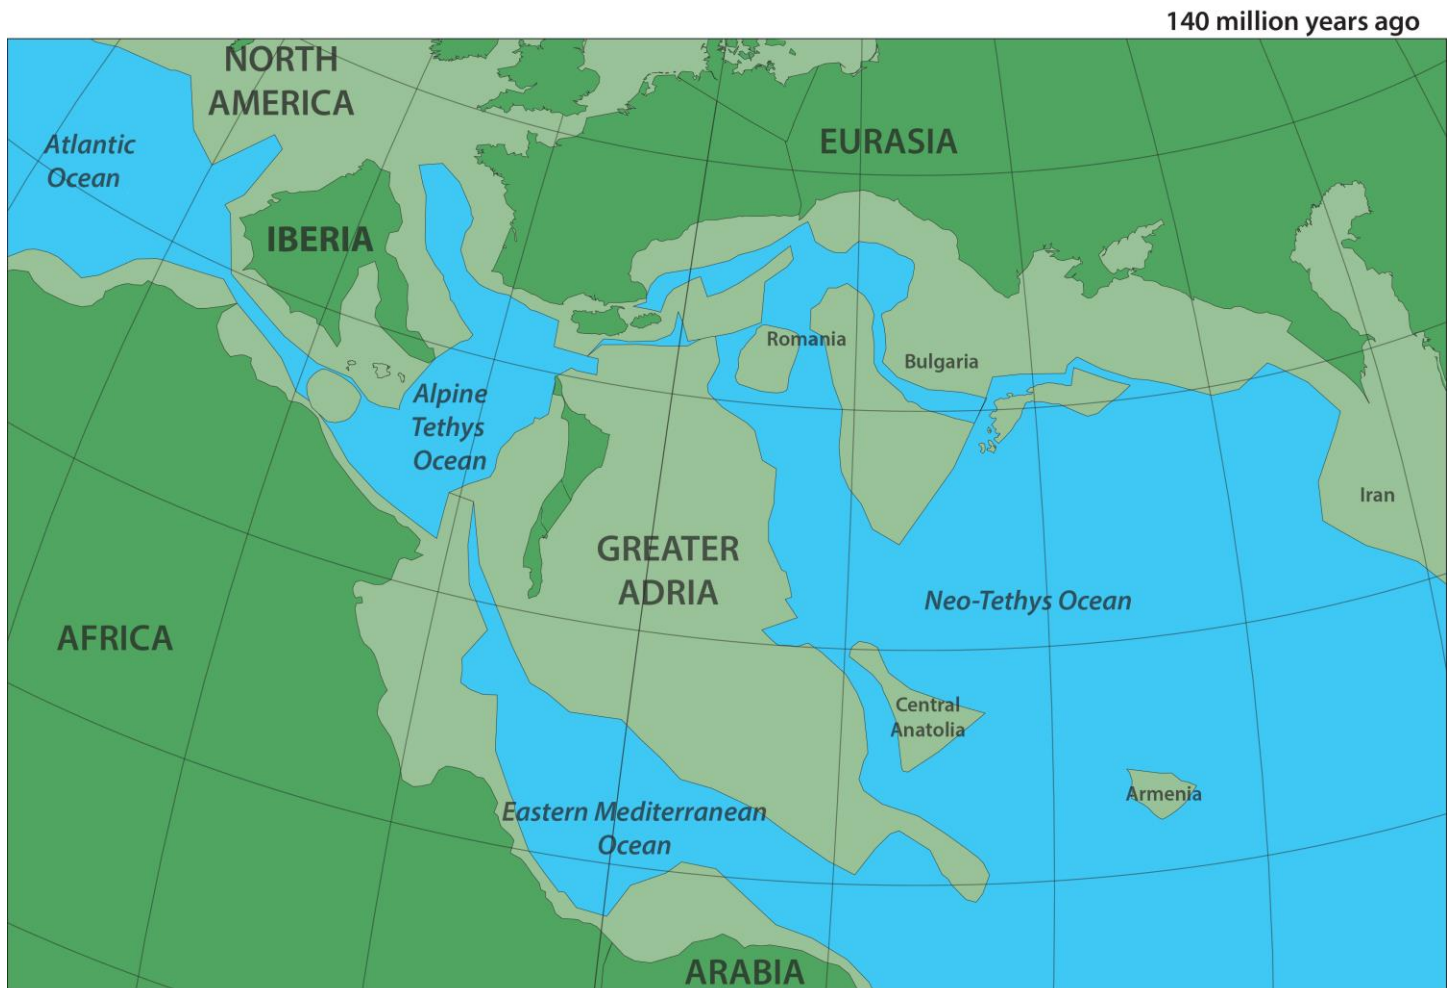 140 million years ago
NORTH
AMERICA
Atlantic
Ocean
EURASIA
IBERIA
Romania
Bulgaria
Alpine
Tethys
Ocean
Iran
GREATER
ADRIA
Neo-Tethys Ocean
AFRICA
Central
Anatolia
Armenia
Eastern Mediterranean
Ocean
ARABIA